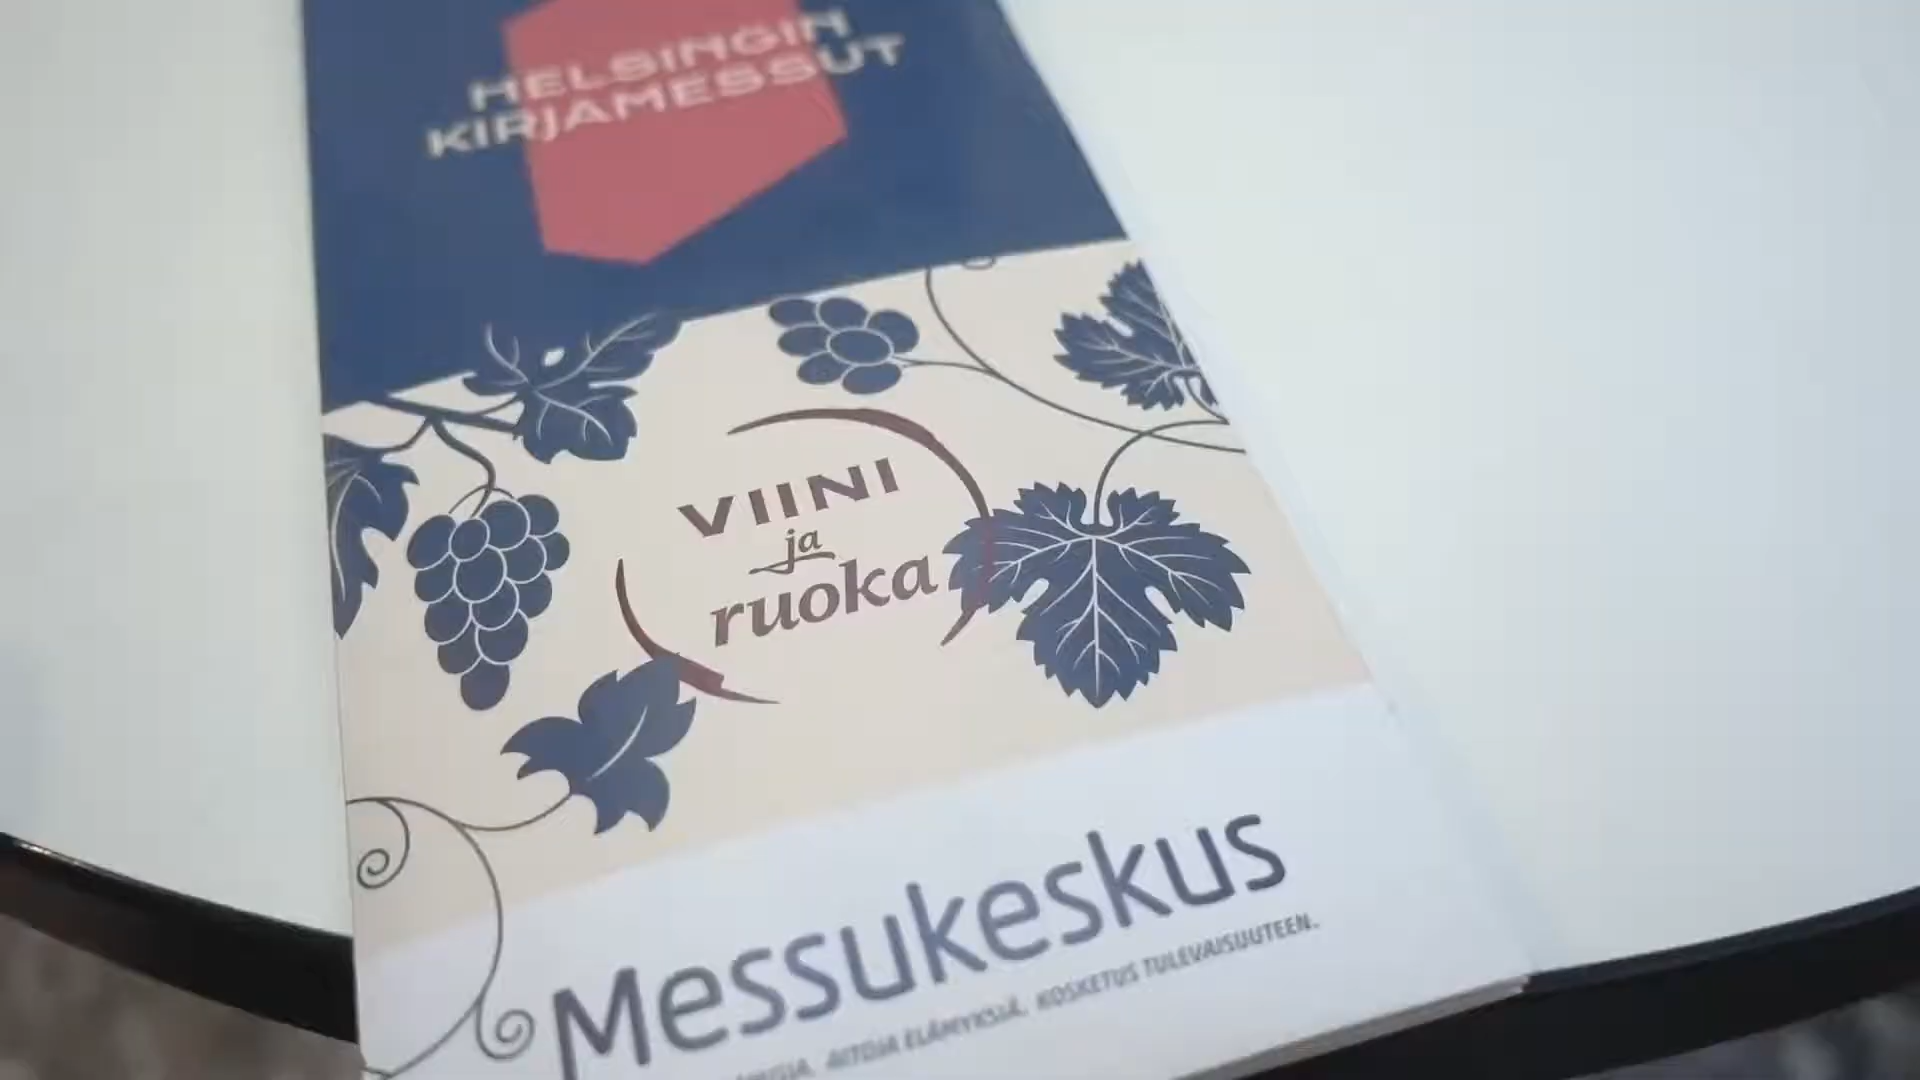 HELSINGIN
KIRJAMESSUT
VIINI
ja
ruoka
Messukeskus
AITOJA ELÄMYKSIÄ. KOSKETUS TULEVAISUUTEEN.